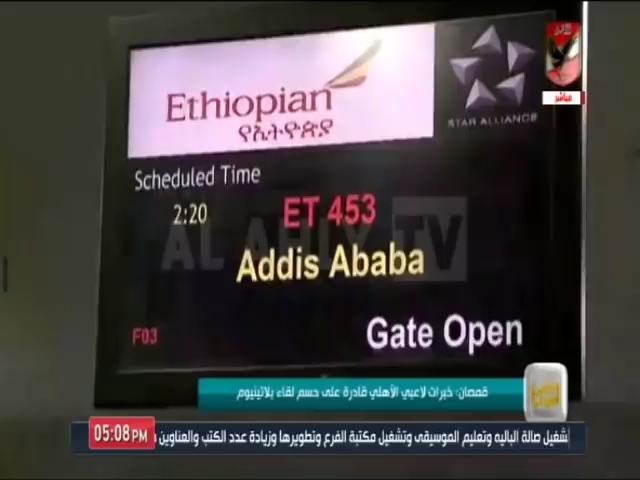 Ethiopian
የኢትዮጵያ
STAR ALLIANCE
مباشر
Scheduled Time
2:20
ET 453
AL AHLY TV
Addis Ababa
F03
Gate Open
قمصان: خبرات لاعبي الأهلي قادرة على حسم لقاء بلاتينيوم
05:08 PM
شغيل صالة الباليه وتعليم الموسيقى وتشغيل مكتبة الفرع وتطويرها وزيادة عدد الكتب والعناوين